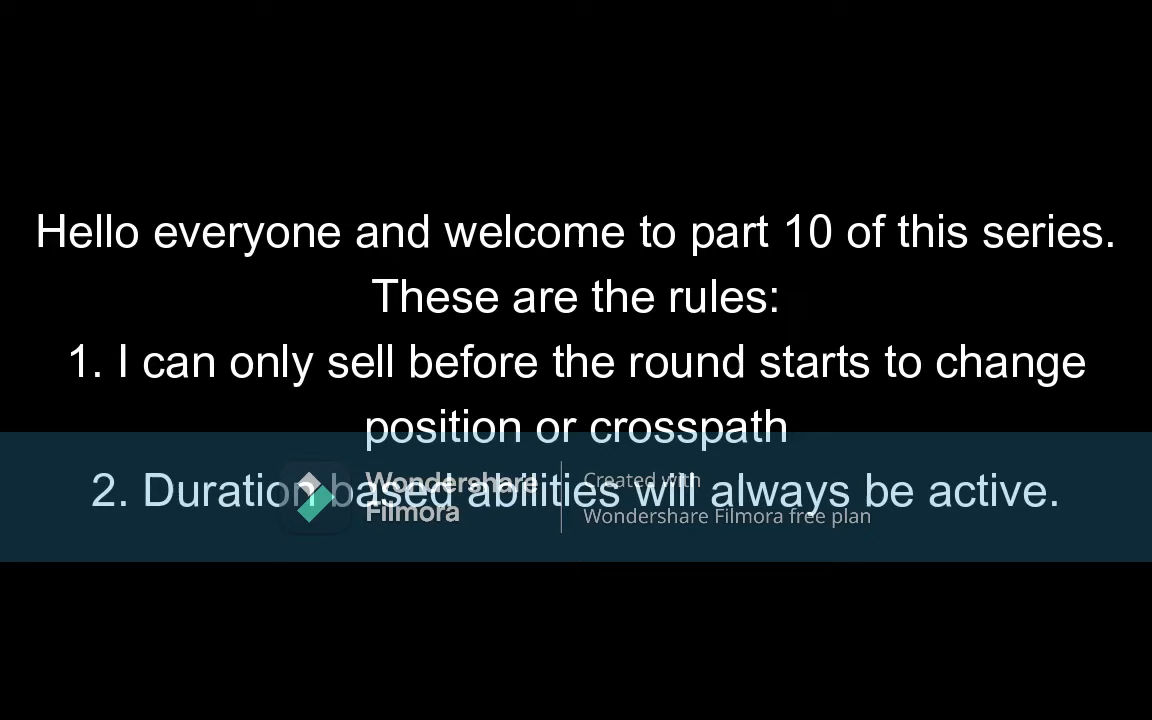 Hello everyone and welcome to part 10 of this series.
These are the rules:
1. I can only sell before the round starts to change
position or crosspath
2. Duration based abilities will always be active.
Wondershare
Filmora
Created with
Wondershare Filmora free plan